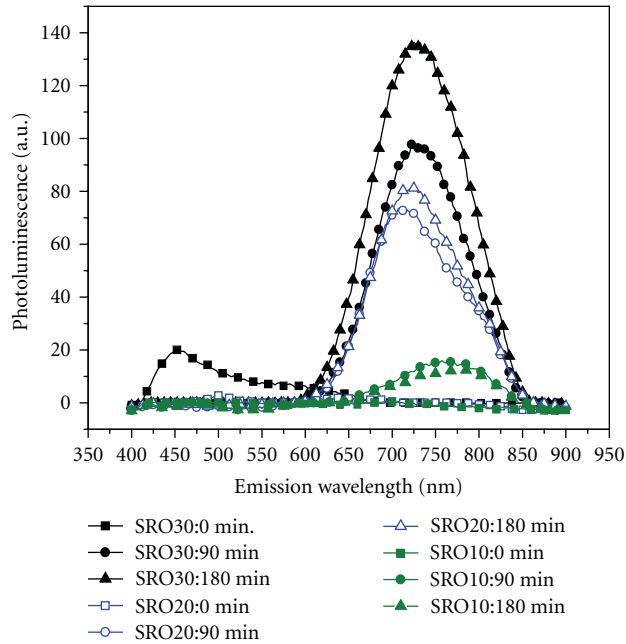 Photoluminescence (a.u.)
140
120
100
80
60
40
20
0
350 400 450 500 550 600 650 700 750 800 850 900 950
Emission wavelength (nm)
SRO30:0 min.
SRO30:90 min
SRO30:180 min
SRO20:0 min
SRO20:90 min
SRO20:180 min
SRO10:0 min
SRO10:90 min
SRO10:180 min